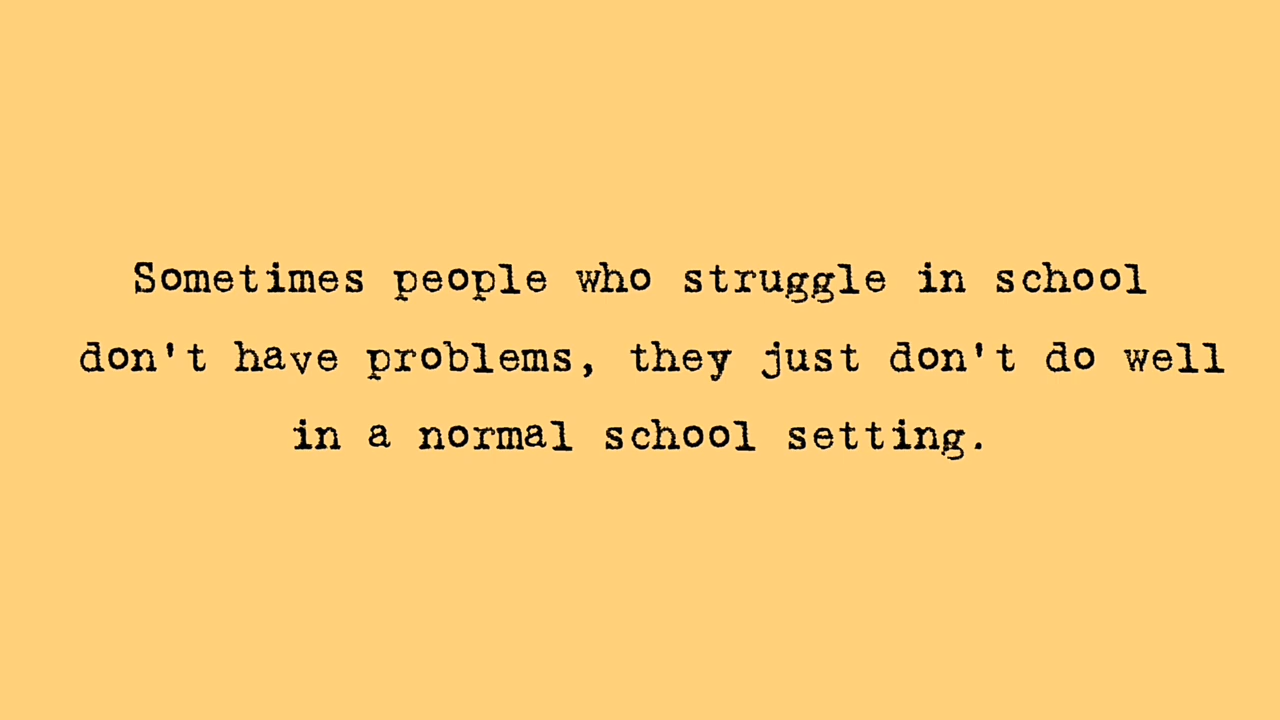 Sometimes people who struggle in school
don't have problems, they just don't do well
in a normal school setting.